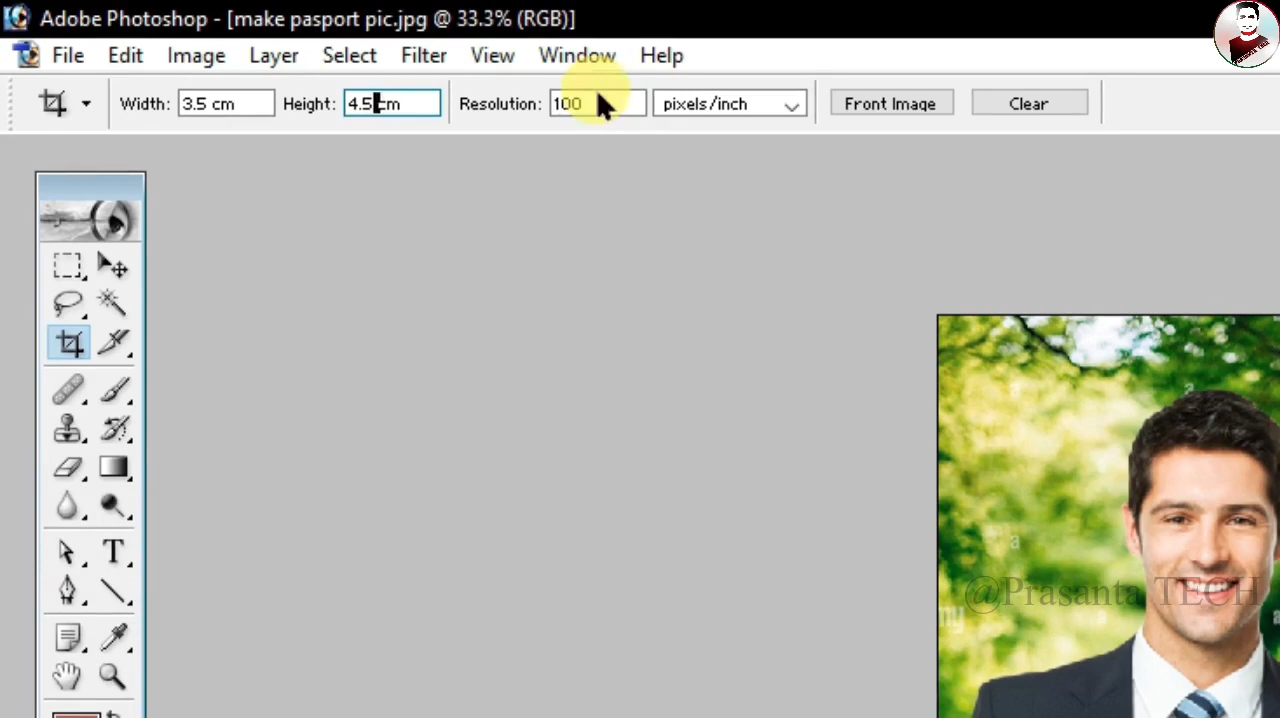 Adobe Photoshop - [make pasport pic.jpg @ 33.3% (RGB)]
File Edit Image Layer Select Filter View Window Help
Width: 3.5 cm Height: 4.5 cm Resolution: 100 pixels/inch Front Image Clear
@Prasanta TECH